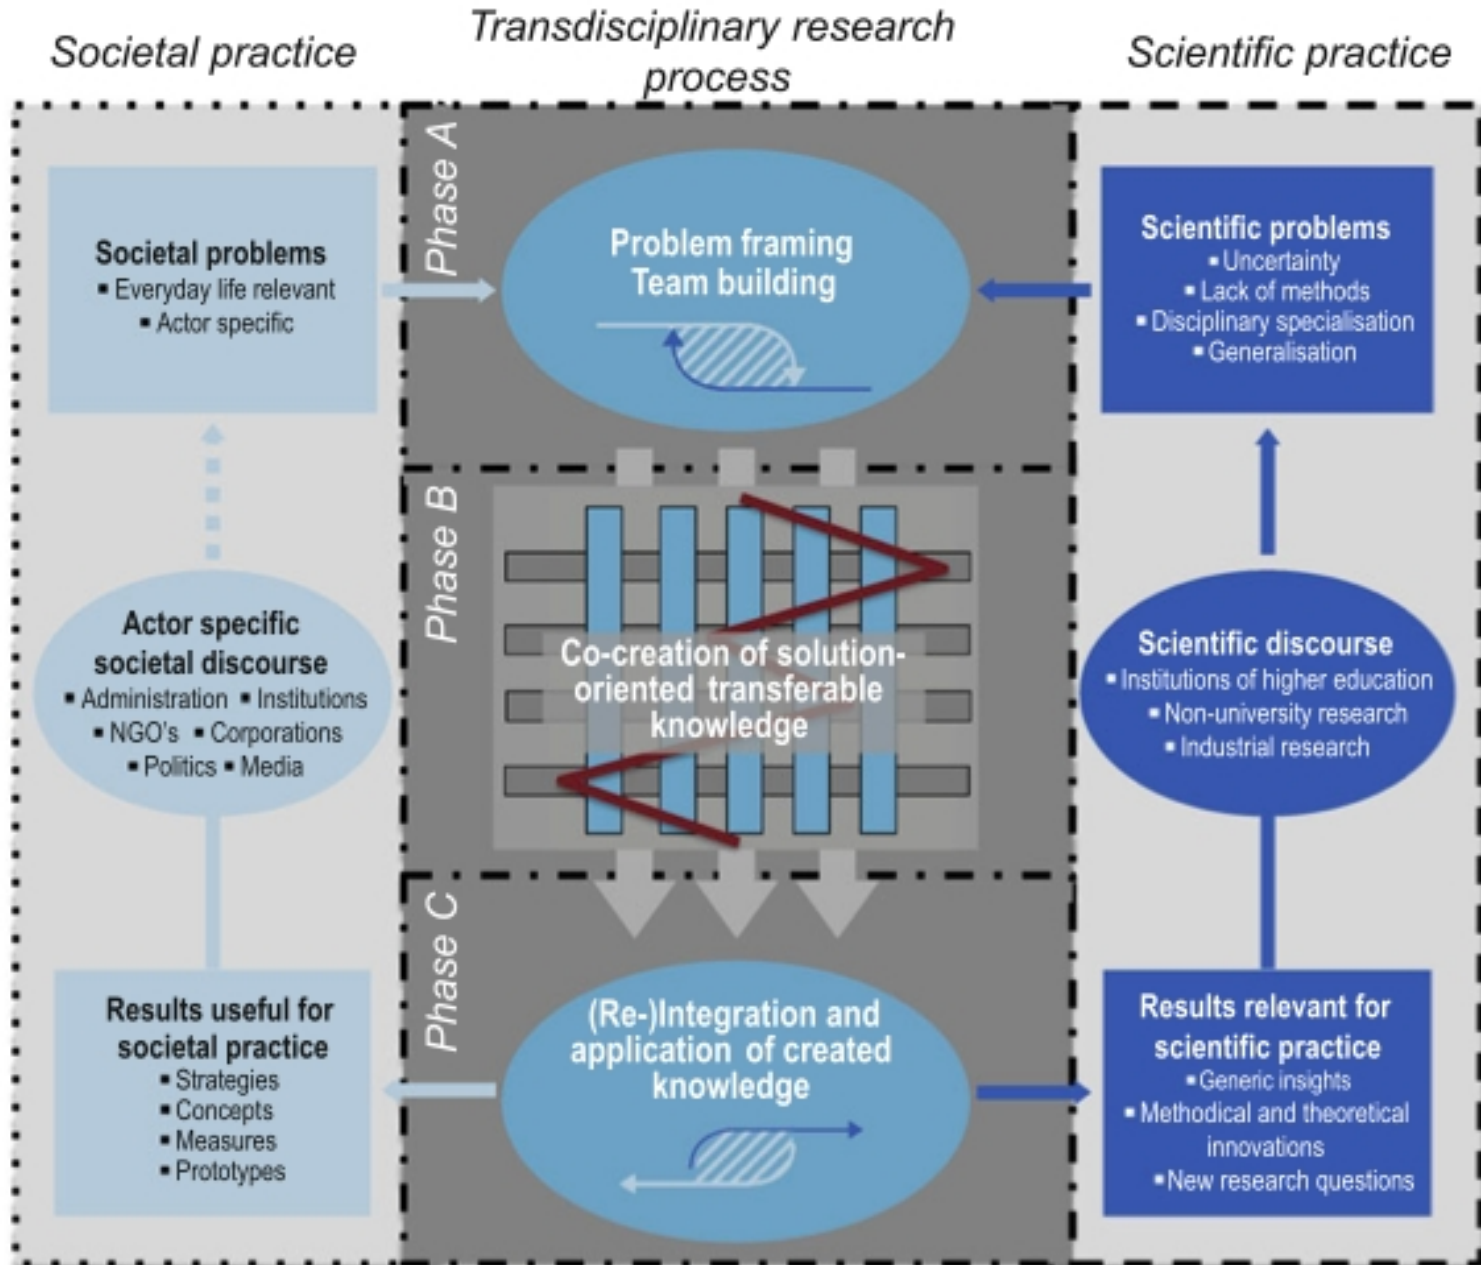 Societal practice
Transdisciplinary research
process
Scientific practice
Phase A
Societal problems
▪ Everyday life relevant
▪ Actor specific
Problem framing
Team building
Scientific problems
▪ Uncertainty
▪ Lack of methods
▪ Disciplinary specialisation
▪ Generalisation
Phase B
Actor specific
societal discourse
▪ Administration ▪ Institutions
▪ NGO's ▪ Corporations
▪ Politics ▪ Media
Co-creation of solution-
oriented transferable
knowledge
Scientific discourse
▪ Institutions of higher education
▪ Non-university research
▪ Industrial research
Phase C
Results useful for
societal practice
▪ Strategies
▪ Concepts
▪ Measures
▪ Prototypes
(Re-)Integration and
application of created
knowledge
Results relevant for
scientific practice
▪ Generic insights
▪ Methodical and theoretical
innovations
▪ New research questions